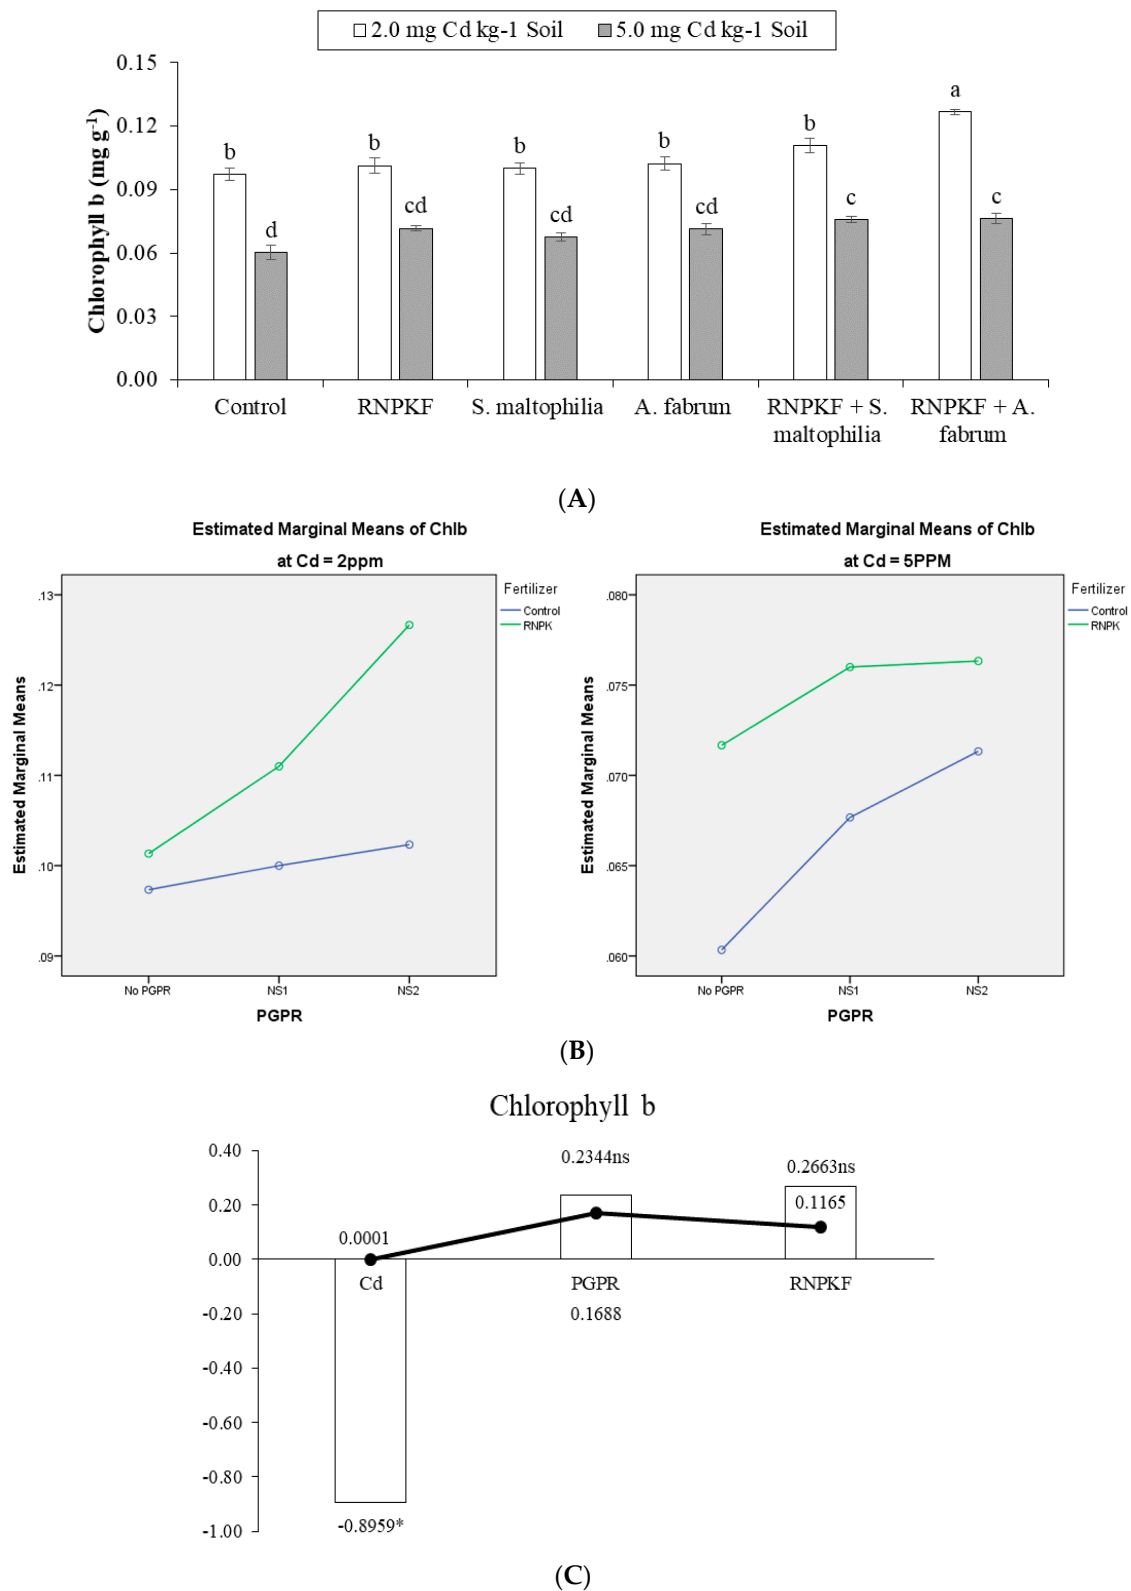 2.0 mg Cd kg-1 Soil 5.0 mg Cd kg-1 Soil
Chlorophyll b (mg g-1)
0.15
0.12
0.09
0.06
0.03
0.00
b d b cd b cd b cd b c a c
Control RNPKF S. maltophilia A. fabrum RNPKF + S. maltophilia RNPKF + A. fabrum
(A)
Estimated Marginal Means of Chlb
at Cd = 2ppm
Fertilizer
Control
RNPK
Estimated Marginal Means
.13
.12
.11
.10
.09
No PGPR NS1 NS2
PGPR
Estimated Marginal Means of Chlb
at Cd = 5PPM
Fertilizer
Control
RNPK
Estimated Marginal Means
.080
.075
.070
.065
.060
No PGPR NS1 NS2
PGPR
(B)
Chlorophyll b
0.40
0.20
0.00
-0.20
-0.40
-0.60
-0.80
-1.00
0.2344ns 0.2663ns
0.1165
0.0001
Cd PGPR RNPKF
0.1688
-0.8959*
(C)